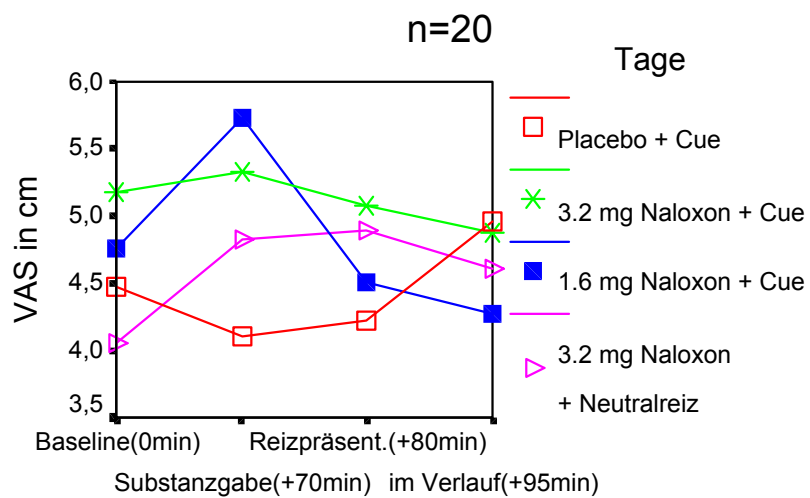 n=20
Tage
6,0
5,5
5,0
4,5
4,0
3,5
VAS in cm
Baseline(0min)
Reizpräsent.(+80min)
Substanzgabe(+70min)
im Verlauf(+95min)
Placebo + Cue
3.2 mg Naloxon + Cue
1.6 mg Naloxon + Cue
3.2 mg Naloxon
+ Neutralreiz